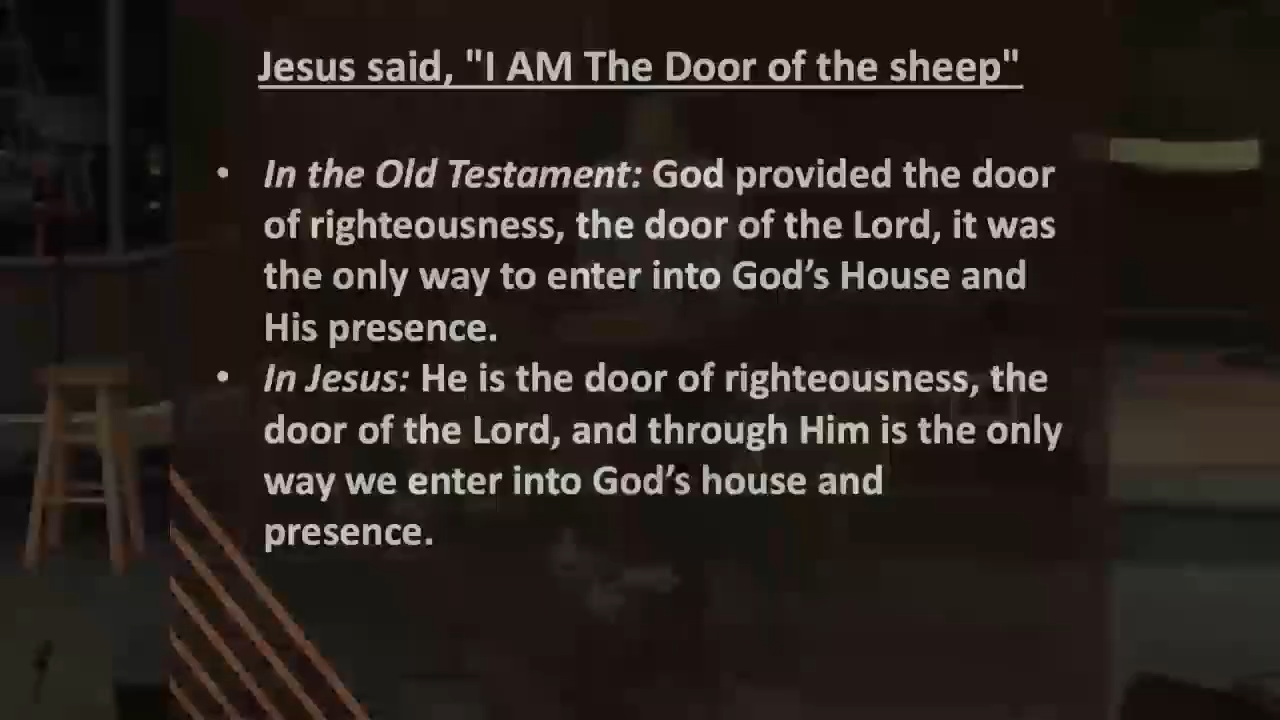 Jesus said, "I AM The Door of the sheep"
• In the Old Testament: God provided the door
of righteousness, the door of the Lord, it was
the only way to enter into God’s House and
His presence.
• In Jesus: He is the door of righteousness, the
door of the Lord, and through Him is the only
way we enter into God’s house and
presence.